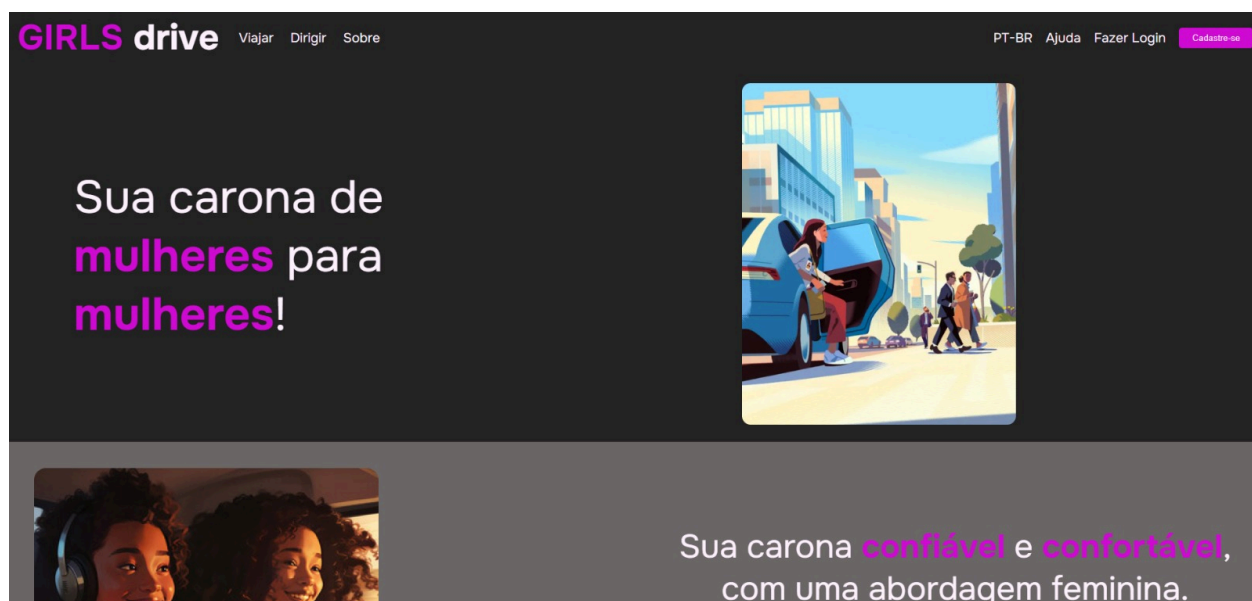 GIRLS drive Viajar Dirigir Sobre PT-BR Ajuda Fazer Login Cadastre-se
Sua carona de
mulheres para
mulheres!
Sua carona confiável e confortável,
com uma abordagem feminina.